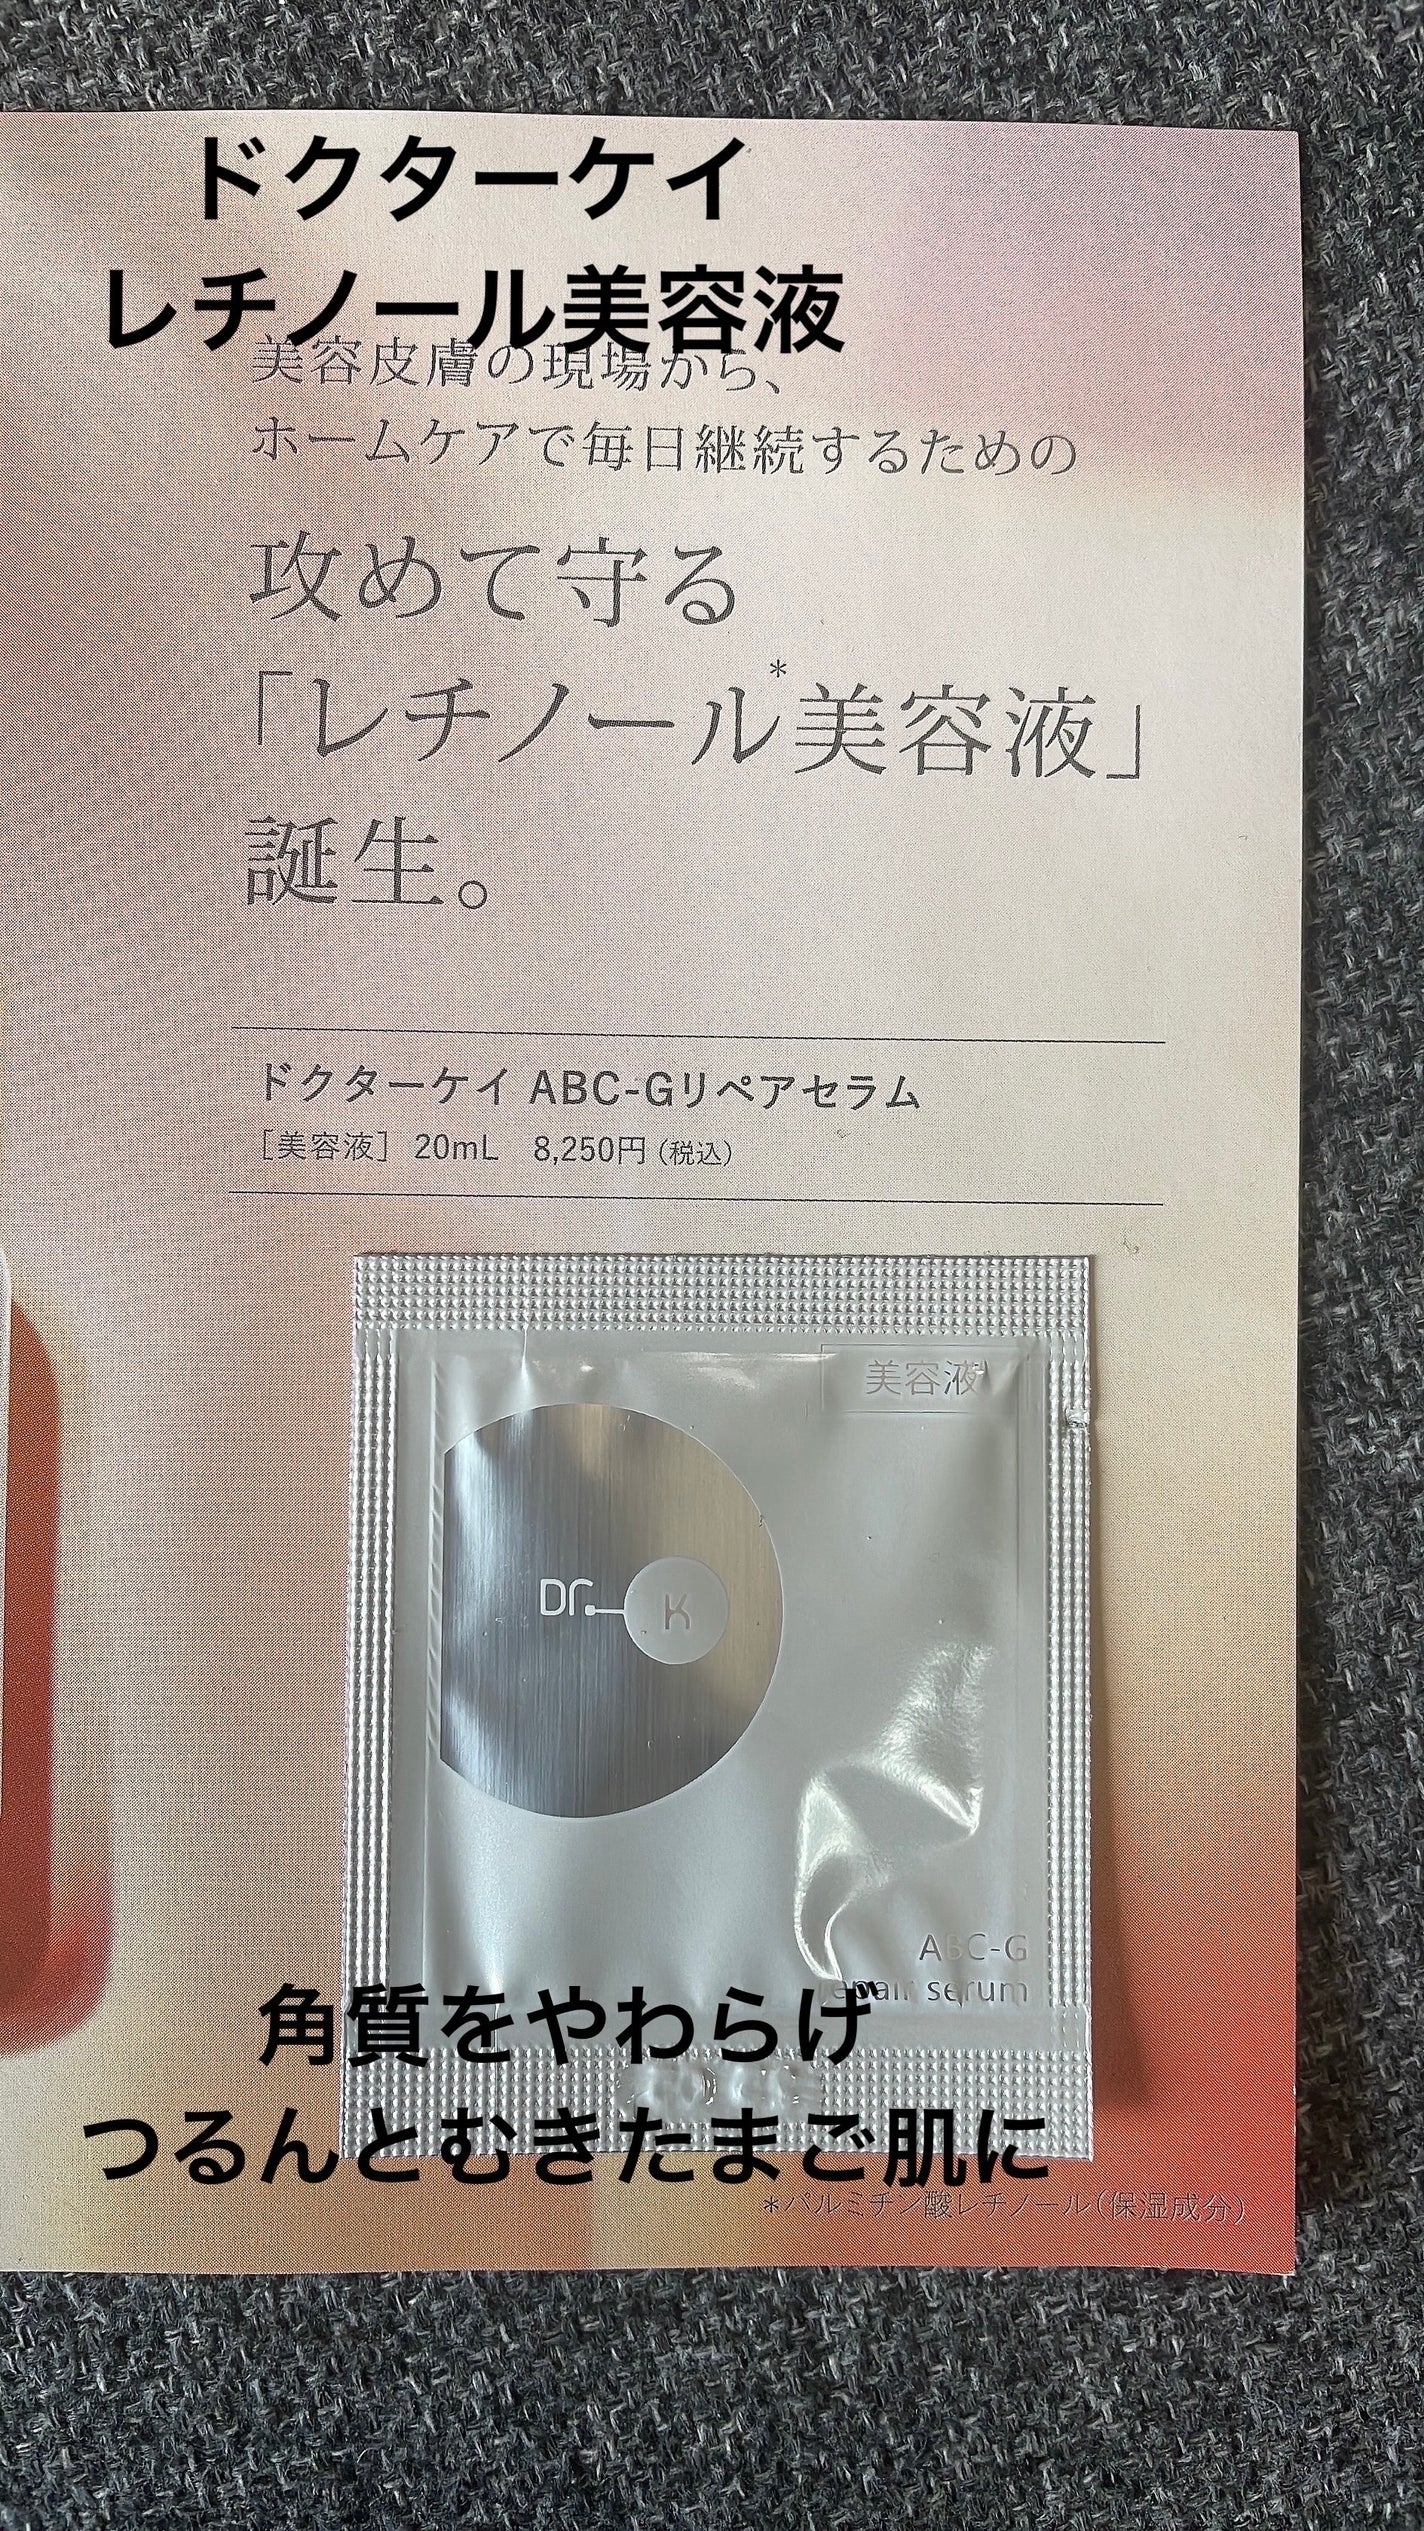 ドクターケイ
レチノール美容液
美容皮膚の現場から、
ホームケアで毎日継続するための
攻めて守る
「レチノール*美容液」
誕生。
ドクターケイ ABC-Gリペアセラム
［美容液］ 20mL 8,250円（税込）
美容液
Dr. K
ABC-G
epair serum
角質をやわらげ
つるんとむきたまご肌に
*パルミチン酸レチノール（保湿成分）